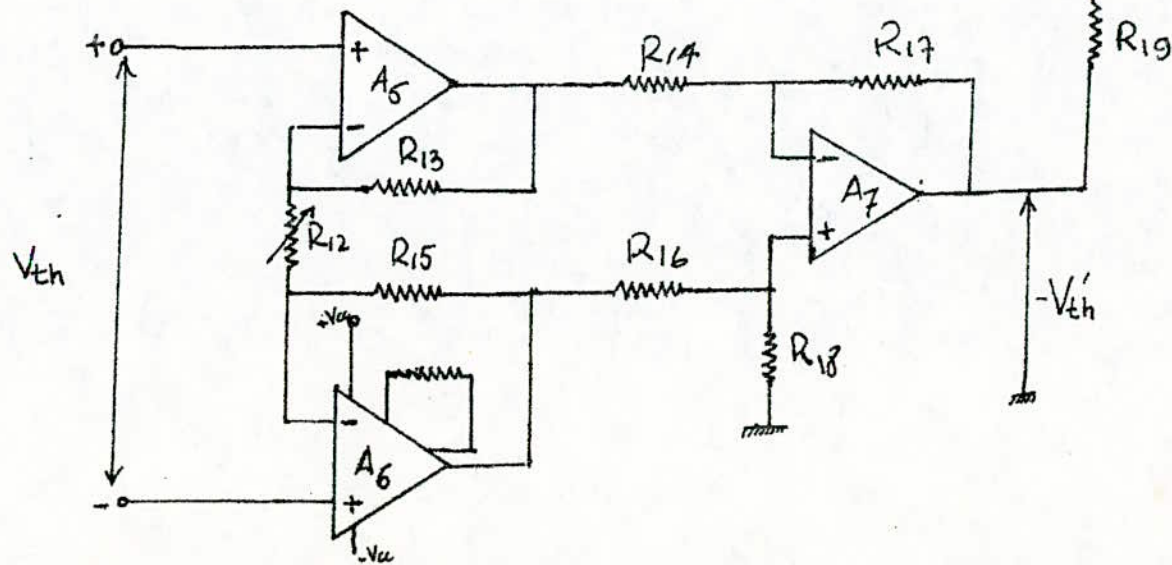 R19
+
+
A6
-
R14
R17
R13
-
A7
+
R12
Vth
R15
R16
+Vcc
-V'th
R18
-
A6
+
-
-Vcc